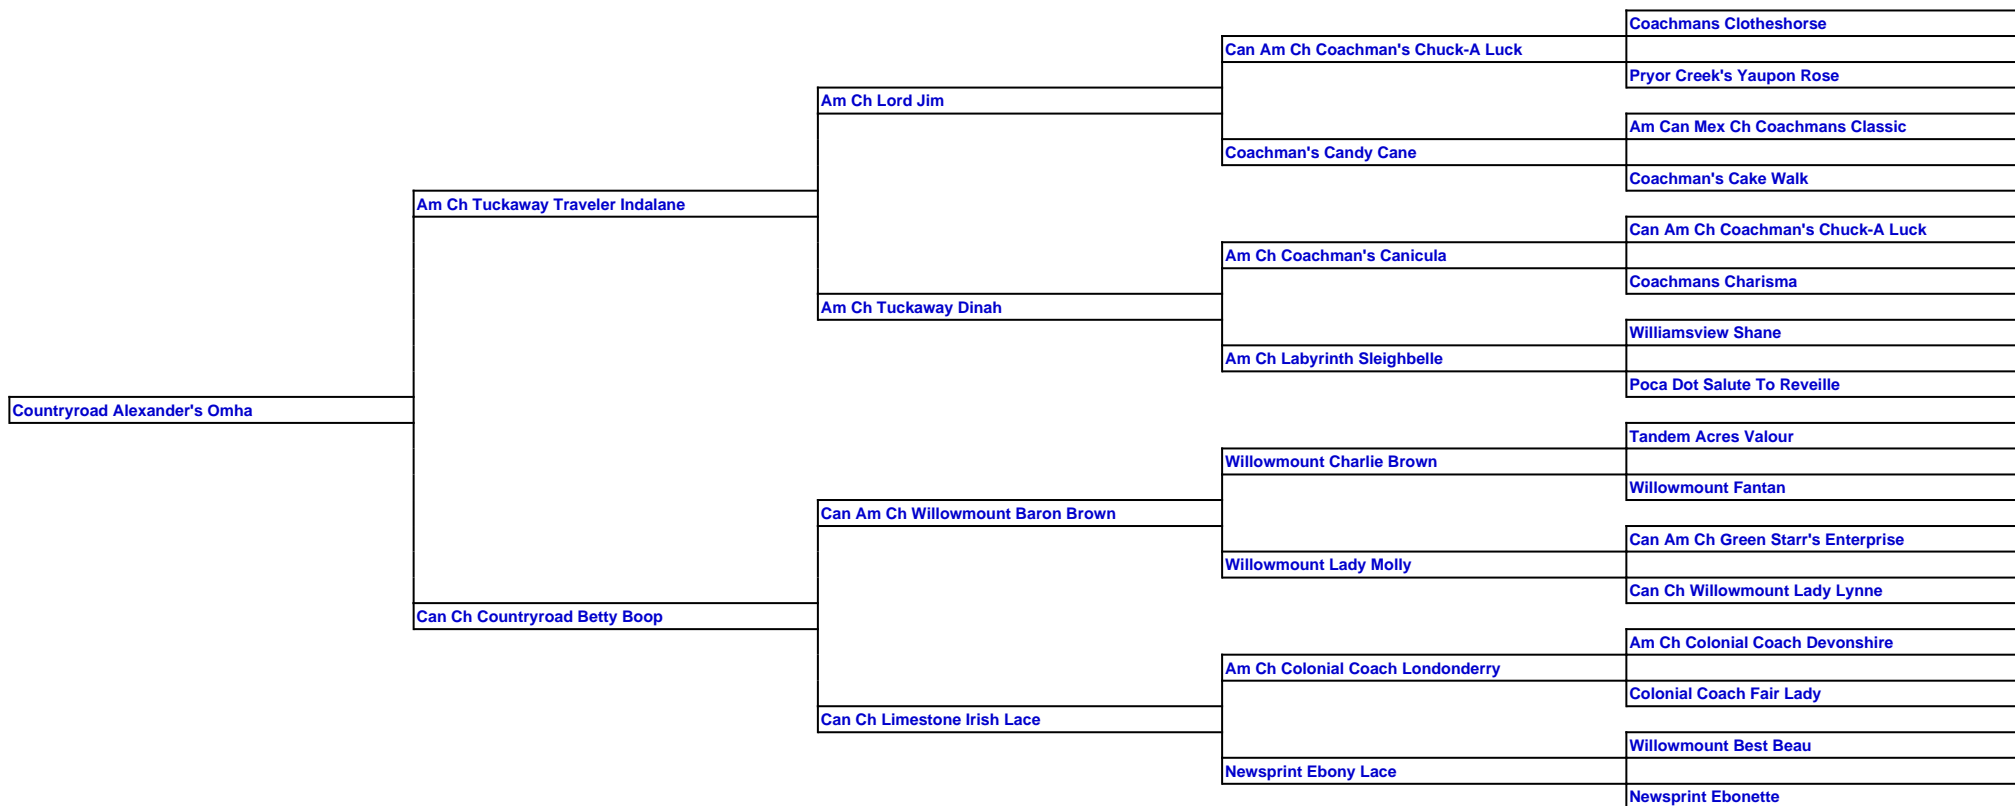 Coachmans Clotheshorse
Can Am Ch Coachman's Chuck-A Luck
Pryor Creek's Yaupon Rose
Am Ch Lord Jim
Am Can Mex Ch Coachmans Classic
Coachman's Candy Cane
Coachman's Cake Walk
Am Ch Tuckaway Traveler Indalane
Can Am Ch Coachman's Chuck-A Luck
Am Ch Coachman's Canicula
Coachmans Charisma
Am Ch Tuckaway Dinah
Williamsview Shane
Am Ch Labyrinth Sleighbelle
Poca Dot Salute To Reveille
Countryroad Alexander's Omha
Tandem Acres Valour
Willowmount Charlie Brown
Willowmount Fantan
Can Am Ch Willowmount Baron Brown
Can Am Ch Green Starr's Enterprise
Willowmount Lady Molly
Can Ch Willowmount Lady Lynne
Can Ch Countryroad Betty Boop
Am Ch Colonial Coach Devonshire
Am Ch Colonial Coach Londonderry
Colonial Coach Fair Lady
Can Ch Limestone Irish Lace
Willowmount Best Beau
Newsprint Ebony Lace
Newsprint Ebonette